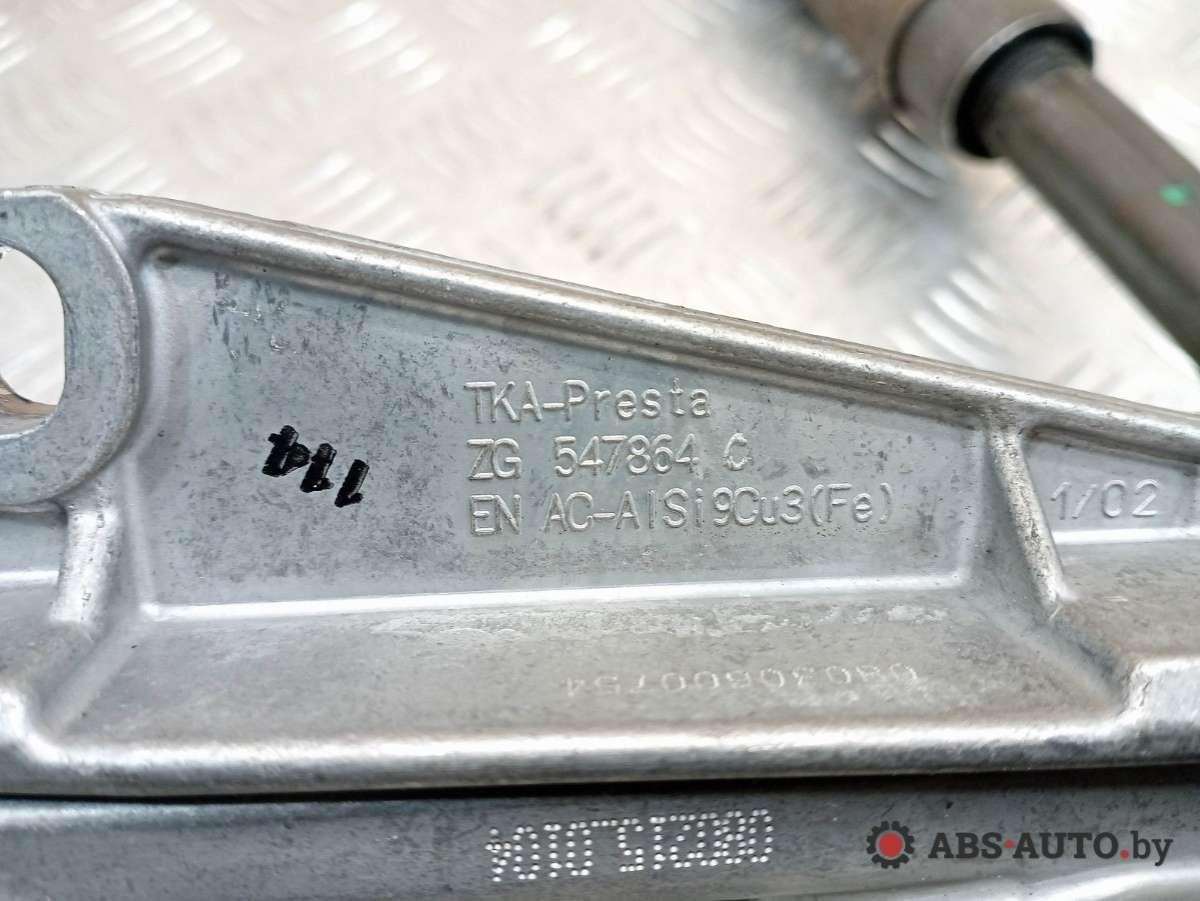 TKA-Presta
ZG 547864 C
EN AC-AlSi9Cu3(Fe)
1/02
114
ABS-AUTO.by